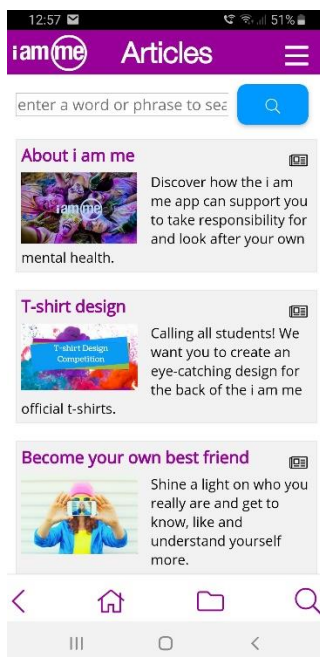 12:57 51%
i am me Articles
enter a word or phrase to sea
About i am me
i am me
Discover how the i am
me app can support you
to take responsibility for
and look after your own
mental health.
T-shirt design
T-shirt Design
Competition
Calling all students! We
want you to create an
eye-catching design for
the back of the i am me
official t-shirts.
Become your own best friend
Shine a light on who you
really are and get to
know, like and
understand yourself
more.